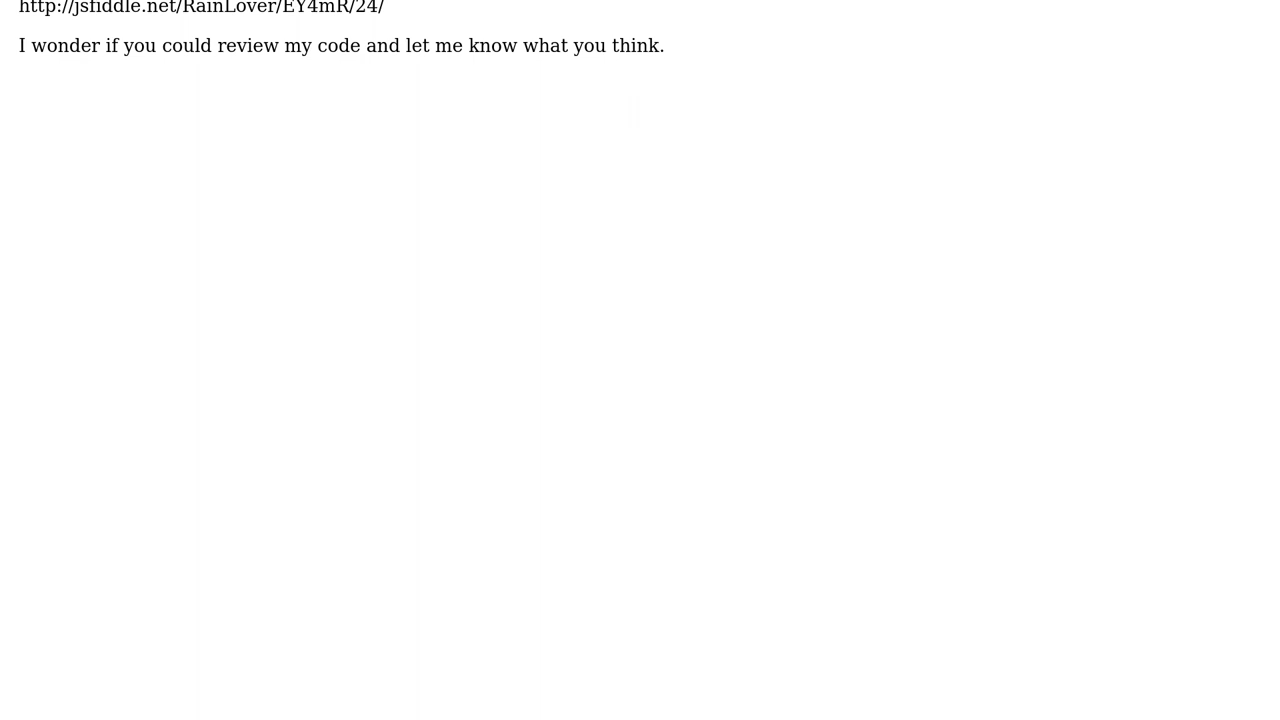 http://jsfiddle.net/RainLover/EY4mR/24/
I wonder if you could review my code and let me know what you think.